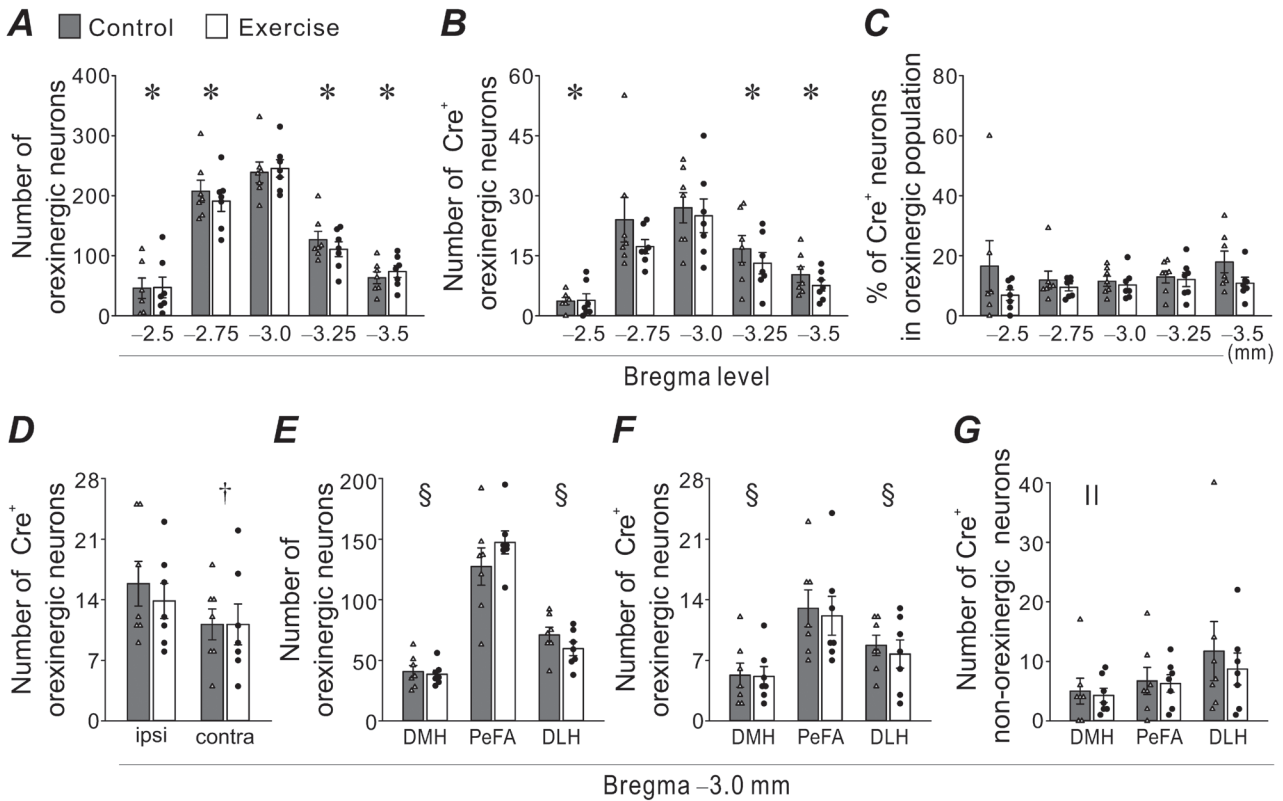 A Control Exercise
B
C
Number of
orexinergic neurons
400
300
200
100
0
* * * *
−2.5 −2.75 −3.0 −3.25 −3.5
Number of Cre+
orexinergic neurons
60
45
30
15
0
* * *
−2.5 −2.75 −3.0 −3.25 −3.5
% of Cre+ neurons
in orexinergic population
80
60
40
20
0
−2.5 −2.75 −3.0 −3.25 −3.5
(mm)
Bregma level
D
Number of Cre+
orexinergic neurons
28
21
14
7
0
†
ipsi contra
E
Number of
orexinergic neurons
200
150
100
50
0
§ §
DMH PeFA DLH
F
Number of Cre+
orexinergic neurons
28
21
14
7
0
§ §
DMH PeFA DLH
G
Number of Cre+
non-orexinergic neurons
40
30
20
10
0
||
DMH PeFA DLH
Bregma −3.0 mm